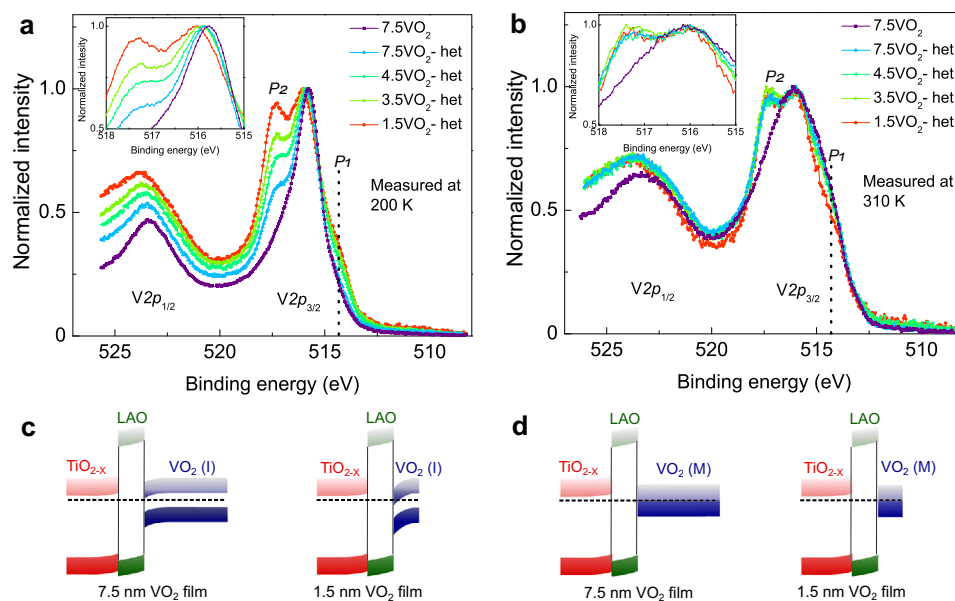 a
Normalized intensity
1.0
0.5
0
525
520
515
510
Binding energy (eV)
Normalized intesity
1.0
0.5
518
517
516
515
Binding energy (eV)
7.5VO2
7.5VO2- het
4.5VO2- het
3.5VO2- het
1.5VO2- het
P2
P1
Measured at
200 K
V2p1/2
V2p3/2
b
Normalized intensity
1.0
0.5
0
525
520
515
510
Binding energy (eV)
Normalized intesity
1.0
0.5
518
517
516
515
Binding energy (eV)
7.5VO2
7.5VO2- het
4.5VO2- het
3.5VO2- het
1.5VO2- het
P2
P1
Measured at
310 K
V2p1/2
V2p3/2
c
LAO
TiO2-X
VO2 (I)
7.5 nm VO2 film
LAO
TiO2-X
VO2 (I)
1.5 nm VO2 film
d
LAO
TiO2-X
VO2 (M)
7.5 nm VO2 film
LAO
TiO2-X
VO2 (M)
1.5 nm VO2 film